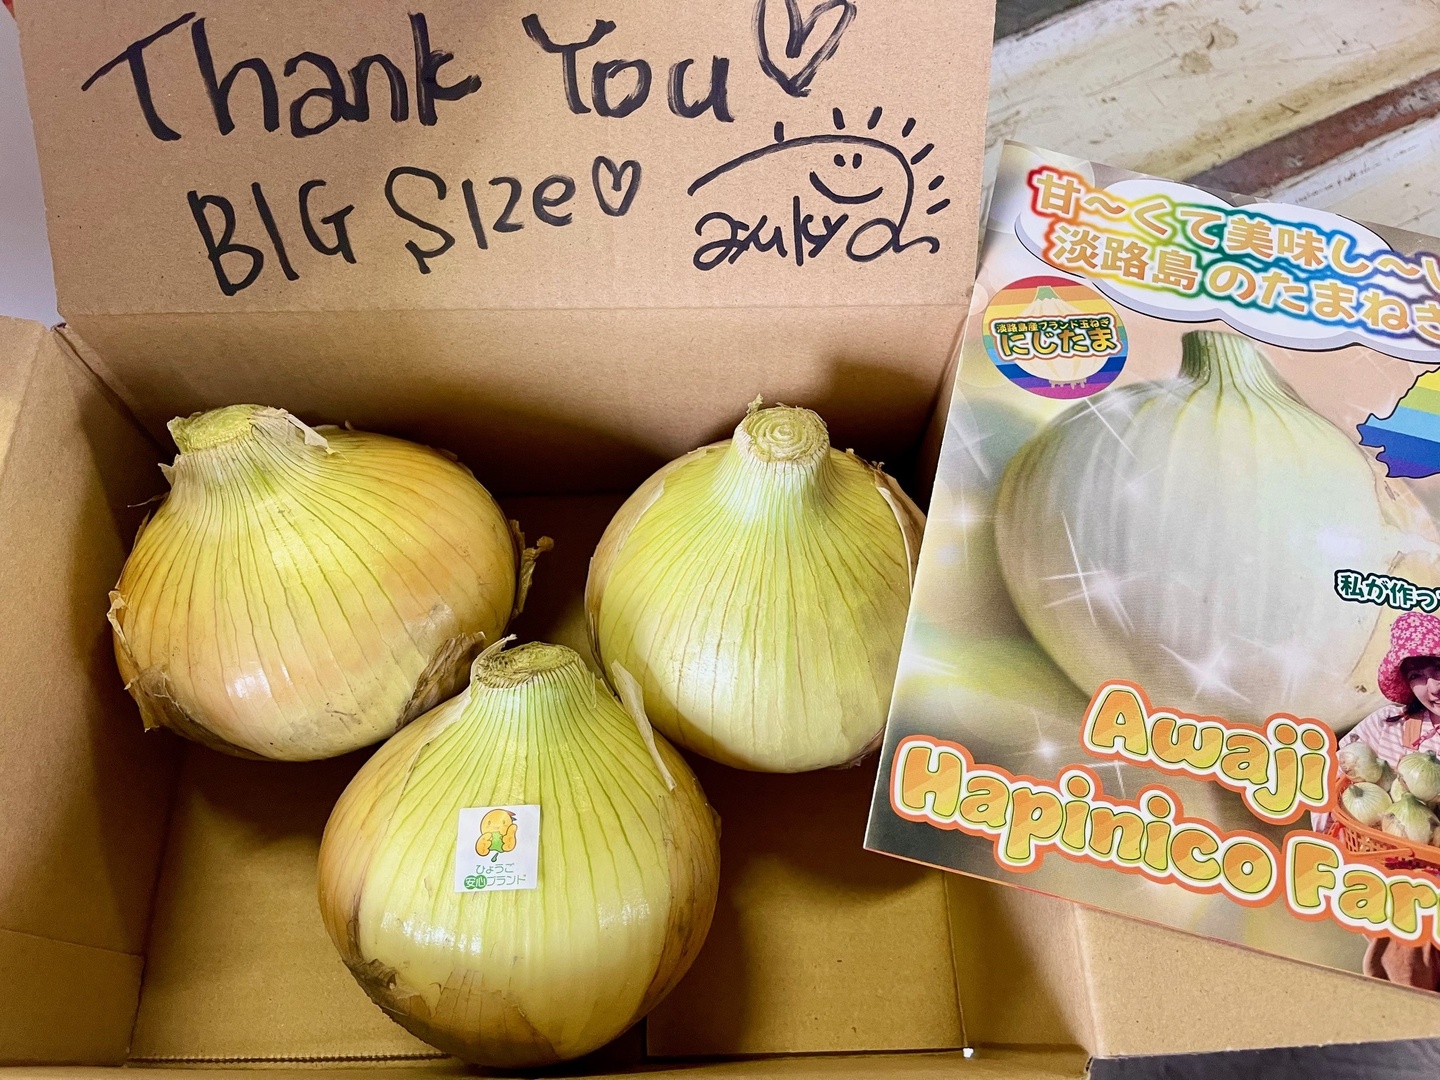 Thank You
BIG Size
甘～くて美味し～い
淡路島のたまねぎ
淡路島産ブランド玉ねぎ
にじたま
私が作っ
Awaji
Hapinico Far
ひょうご
安心ブランド